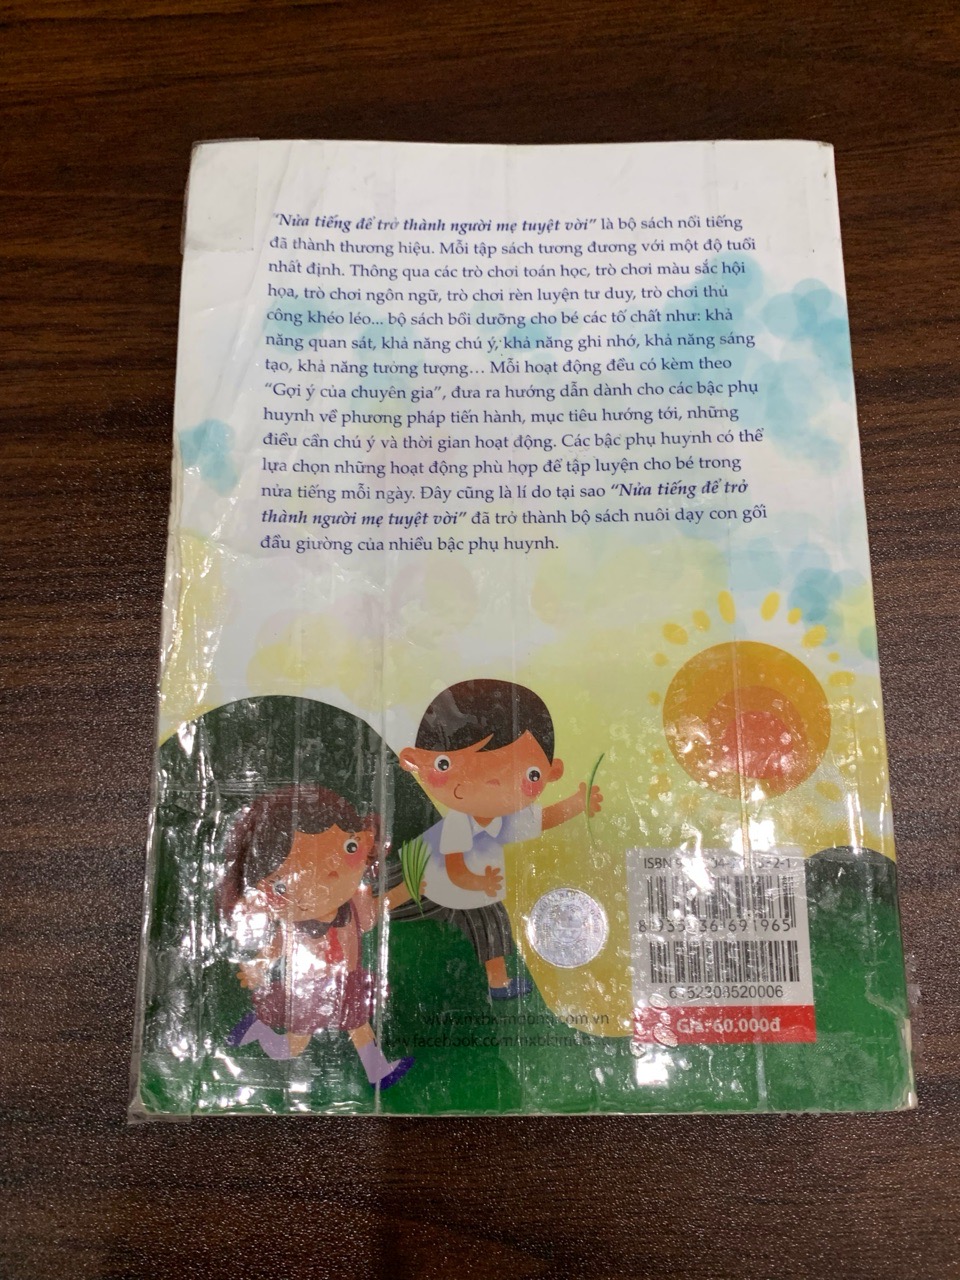 "Nửa tiếng để trở thành người mẹ tuyệt vời" là bộ sách nổi tiếng
đã thành thương hiệu. Mỗi tập sách tương đương với một độ tuổi
nhất định. Thông qua các trò chơi toán học, trò chơi màu sắc hội
họa, trò chơi ngôn ngữ, trò chơi rèn luyện tư duy, trò chơi thủ
công khéo léo... bộ sách bồi dưỡng cho bé các tố chất như: khả
năng quan sát, khả năng chú ý, khả năng ghi nhớ, khả năng sáng
tạo, khả năng tưởng tượng... Mỗi hoạt động đều có kèm theo
"Gợi ý của chuyên gia", đưa ra hướng dẫn dành cho các bậc phụ
huynh về phương pháp tiến hành, mục tiêu hướng tới, những
điều cần chú ý và thời gian hoạt động. Các bậc phụ huynh có thể
lựa chọn những hoạt động phù hợp để tập luyện cho bé trong
nửa tiếng mỗi ngày. Đây cũng là lí do tại sao "Nửa tiếng để trở
thành người mẹ tuyệt vời" đã trở thành bộ sách nuôi dạy con gối
đầu giường của nhiều bậc phụ huynh.
ISBN
6 52308520006
Giá: 60.000đ